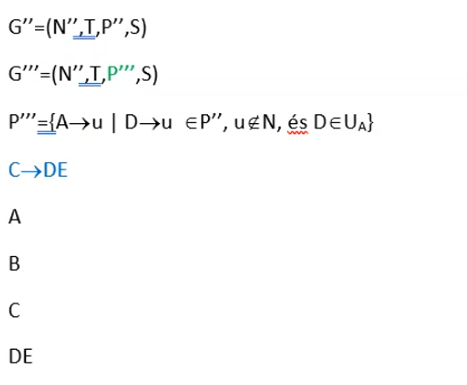 G’’=(N’’,T,P’’,S)
G’’’=(N’’,T,P’’’,S)
P’’’={A→u | D→u ∈P’’, u∉N, és D∈U_A}
C→DE
A
B
C
DE